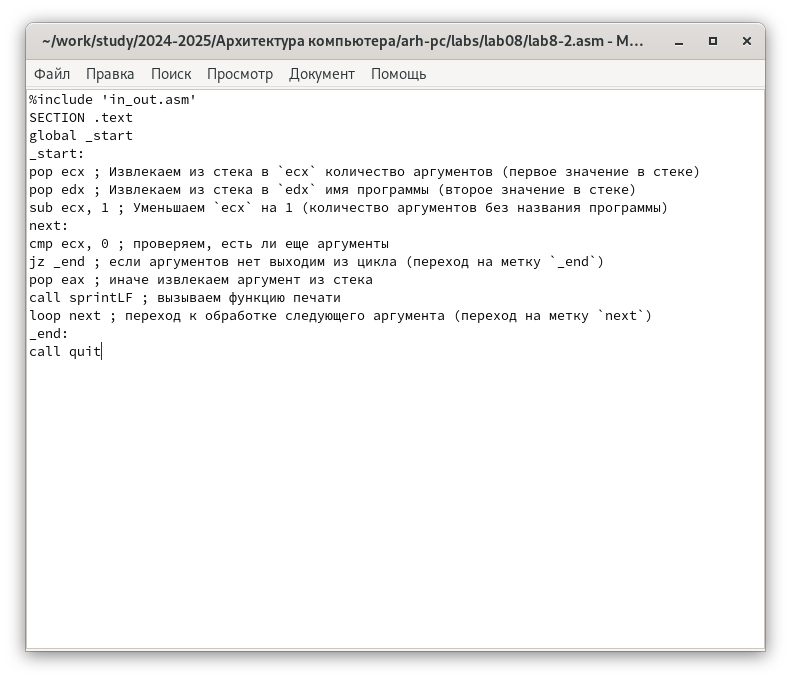 ~/work/study/2024-2025/Архитектура компьютера/arh-pc/labs/lab08/lab8-2.asm - M...
Файл Правка Поиск Просмотр Документ Помощь
%include 'in_out.asm'
SECTION .text
global _start
_start:
pop ecx ; Извлекаем из стека в `ecx` количество аргументов (первое значение в стеке)
pop edx ; Извлекаем из стека в `edx` имя программы (второе значение в стеке)
sub ecx, 1 ; Уменьшаем `ecx` на 1 (количество аргументов без названия программы)
next:
cmp ecx, 0 ; проверяем, есть ли еще аргументы
jz _end ; если аргументов нет выходим из цикла (переход на метку `_end`)
pop eax ; иначе извлекаем аргумент из стека
call sprintLF ; вызываем функцию печати
loop next ; переход к обработке следующего аргумента (переход на метку `next`)
_end:
call quit